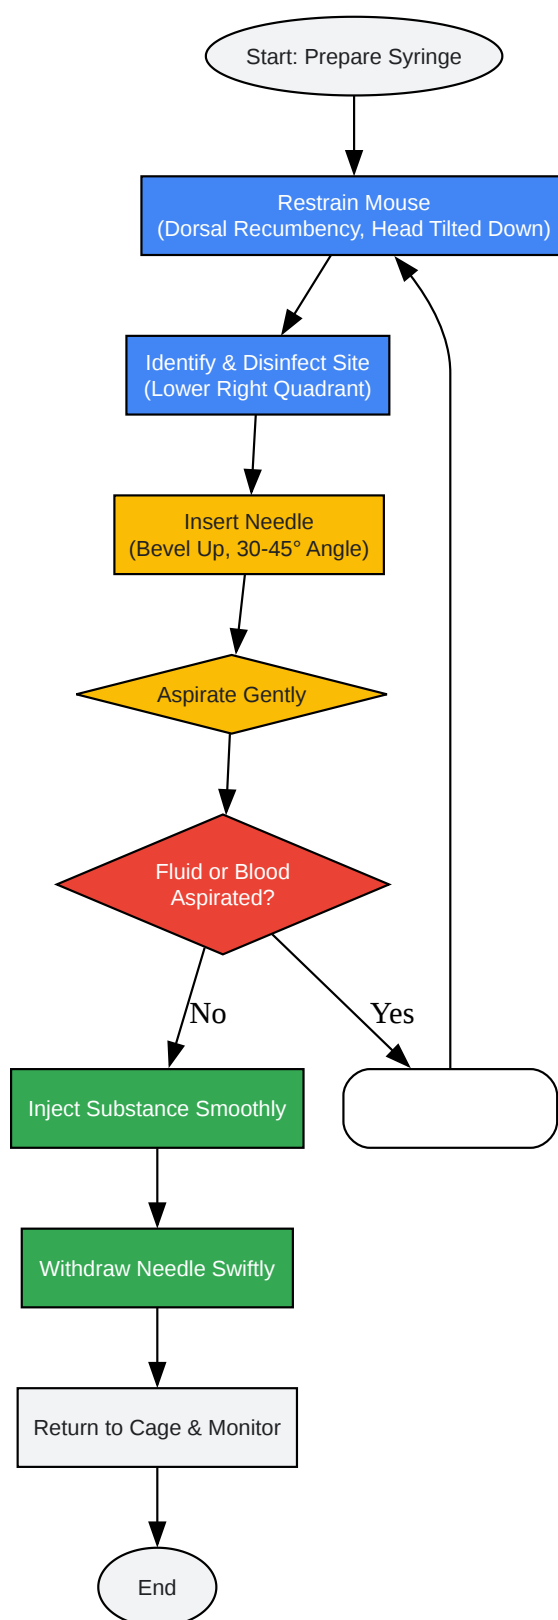 Start: Prepare Syringe
Restrain Mouse
(Dorsal Recumbency, Head Tilted Down)
Identify & Disinfect Site
(Lower Right Quadrant)
Insert Needle
(Bevel Up, 30-45° Angle)
Aspirate Gently
Fluid or Blood
Aspirated?
No
Yes
Inject Substance Smoothly
Withdraw Needle Swiftly
Return to Cage & Monitor
End